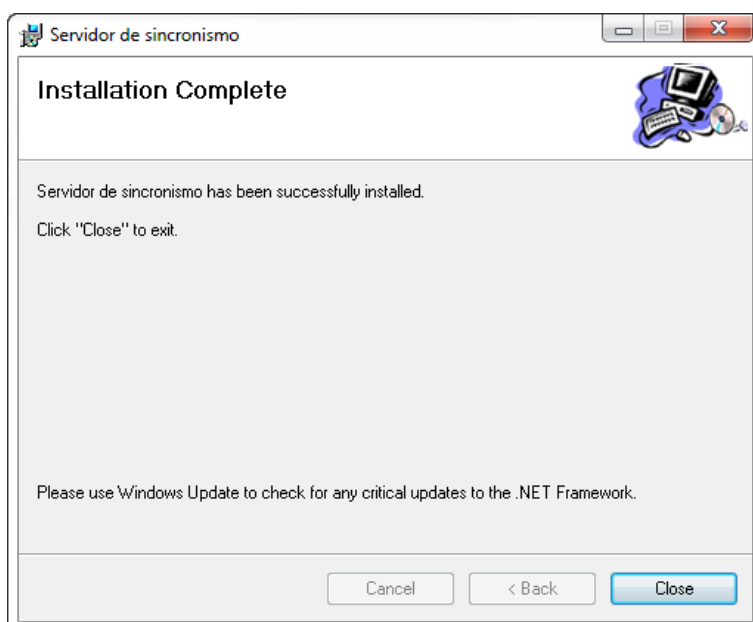 Servidor de sincronismo
Installation Complete
Servidor de sincronismo has been successfully installed.
Click "Close" to exit.
Please use Windows Update to check for any critical updates to the .NET Framework.
Cancel
< Back
Close